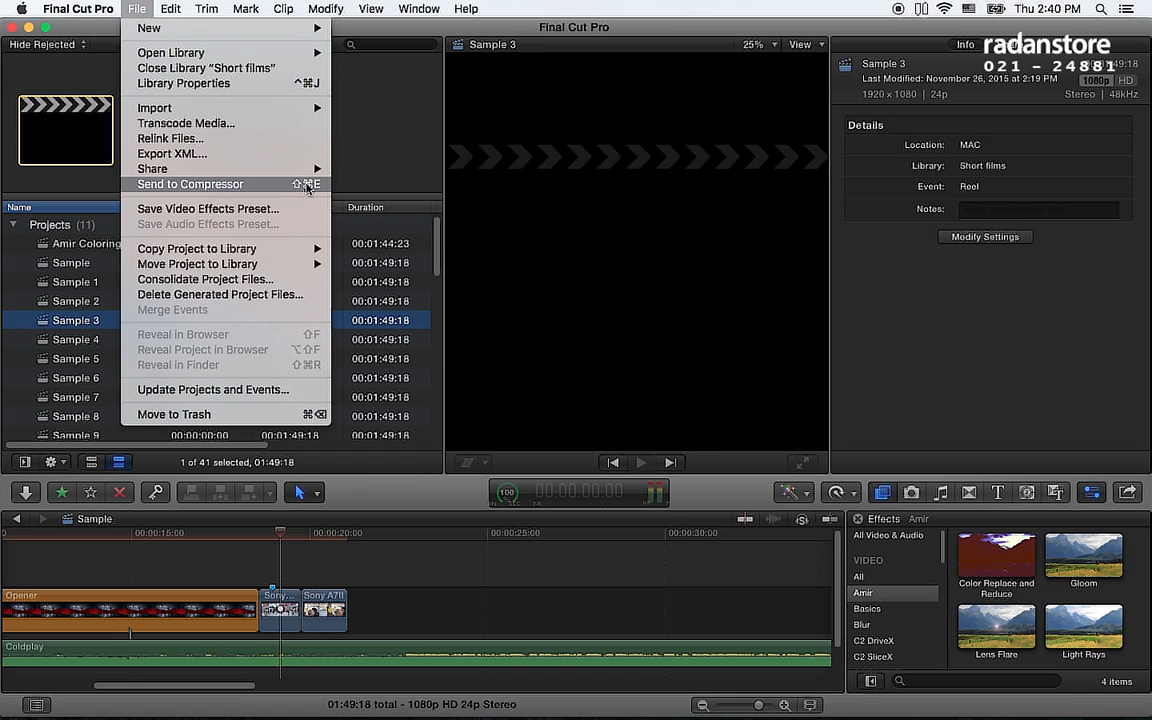 Final Cut Pro File Edit Trim Mark Clip Modify View Window Help Thu 2:40 PM
Final Cut Pro
Hide Rejected
Sample 3 25% View Info
radanstore
021 - 24881
New
Open Library
Close Library “Short films”
Library Properties ^⌘J
Import
Transcode Media...
Relink Files...
Export XML...
Share
Send to Compressor ⇧⌘E
Save Video Effects Preset...
Save Audio Effects Preset...
Copy Project to Library
Move Project to Library
Consolidate Project Files...
Delete Generated Project Files...
Merge Events
Reveal in Browser ⇧F
Reveal Project in Browser ⌥⇧F
Reveal in Finder ⇧⌘R
Update Projects and Events...
Move to Trash ⌘⌫
Name Duration
Projects (11)
Amir Coloring 00:01:44:23
Sample 00:01:49:18
Sample 1 00:01:49:18
Sample 2 00:01:49:18
Sample 3 00:01:49:18
Sample 4 00:01:49:18
Sample 5 00:01:49:18
Sample 6 00:01:49:18
Sample 7 00:01:49:18
Sample 8 00:01:49:18
Sample 9 00:00:00:00 00:01:49:18 00:01:49:18
1 of 41 selected, 01:49:18
Sample 3
Last Modified: November 26, 2015 at 2:19 PM 1080p HD
1920 x 1080 | 24p Stereo | 48kHz
Details
Location: MAC
Library: Short films
Event: Reel
Notes:
Modify Settings
100 00:00:00:00
Sample
00:00:15:00 00:00:20:00 00:00:25:00 00:00:30:00
Opener Sony... Sony A7II
Coldplay
Effects Amir
All Video & Audio
VIDEO
All
Amir
Basics
Blur
C2 DriveX
C2 SliceX
Color Replace and Reduce
Gloom
Lens Flare
Light Rays
4 items
01:49:18 total - 1080p HD 24p Stereo